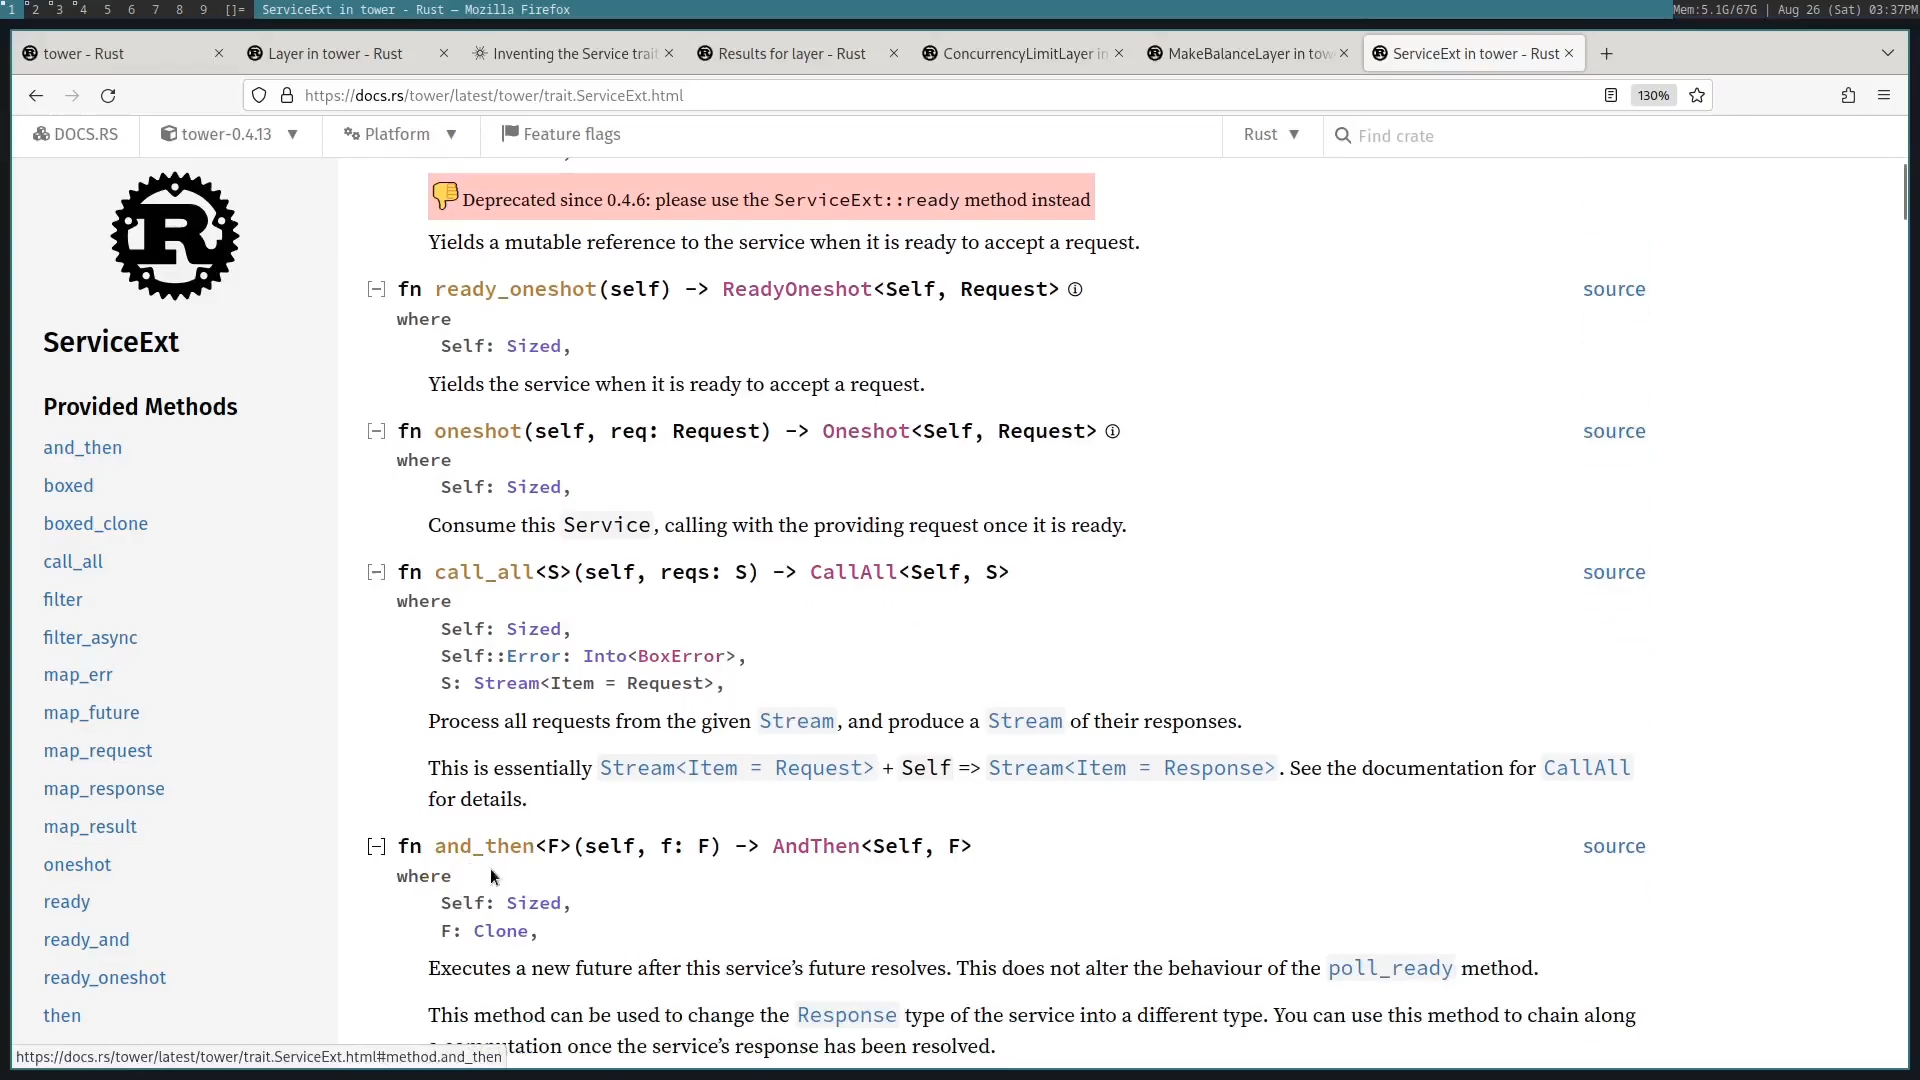 1 2 3 4 5 6 7 8 9 []= ServiceExt in tower - Rust — Mozilla Firefox Mem:5.1G/67G | Aug 26 (Sat) 03:37PM
tower - Rust
Layer in tower - Rust
Inventing the Service trait
Results for layer - Rust
ConcurrencyLimitLayer in
MakeBalanceLayer in tow
ServiceExt in tower - Rust
https://docs.rs/tower/latest/tower/trait.ServiceExt.html 130%
DOCS.RS tower-0.4.13 Platform Feature flags Rust Find crate
R
ServiceExt
Provided Methods
and_then
boxed
boxed_clone
call_all
filter
filter_async
map_err
map_future
map_request
map_response
map_result
oneshot
ready
ready_and
ready_oneshot
then
Deprecated since 0.4.6: please use the ServiceExt::ready method instead
Yields a mutable reference to the service when it is ready to accept a request.
[-] fn ready_oneshot(self) -> ReadyOneshot<Self, Request> ⓘ source
where
Self: Sized,
Yields the service when it is ready to accept a request.
[-] fn oneshot(self, req: Request) -> Oneshot<Self, Request> ⓘ source
where
Self: Sized,
Consume this Service, calling with the providing request once it is ready.
[-] fn call_all<S>(self, reqs: S) -> CallAll<Self, S> source
where
Self: Sized,
Self::Error: Into<BoxError>,
S: Stream<Item = Request>,
Process all requests from the given Stream, and produce a Stream of their responses.
This is essentially Stream<Item = Request> + Self => Stream<Item = Response>. See the documentation for CallAll
for details.
[-] fn and_then<F>(self, f: F) -> AndThen<Self, F> source
where
Self: Sized,
F: Clone,
Executes a new future after this service’s future resolves. This does not alter the behaviour of the poll_ready method.
This method can be used to change the Response type of the service into a different type. You can use this method to chain along
computation once the service’s response has been resolved.
https://docs.rs/tower/latest/tower/trait.ServiceExt.html#method.and_then